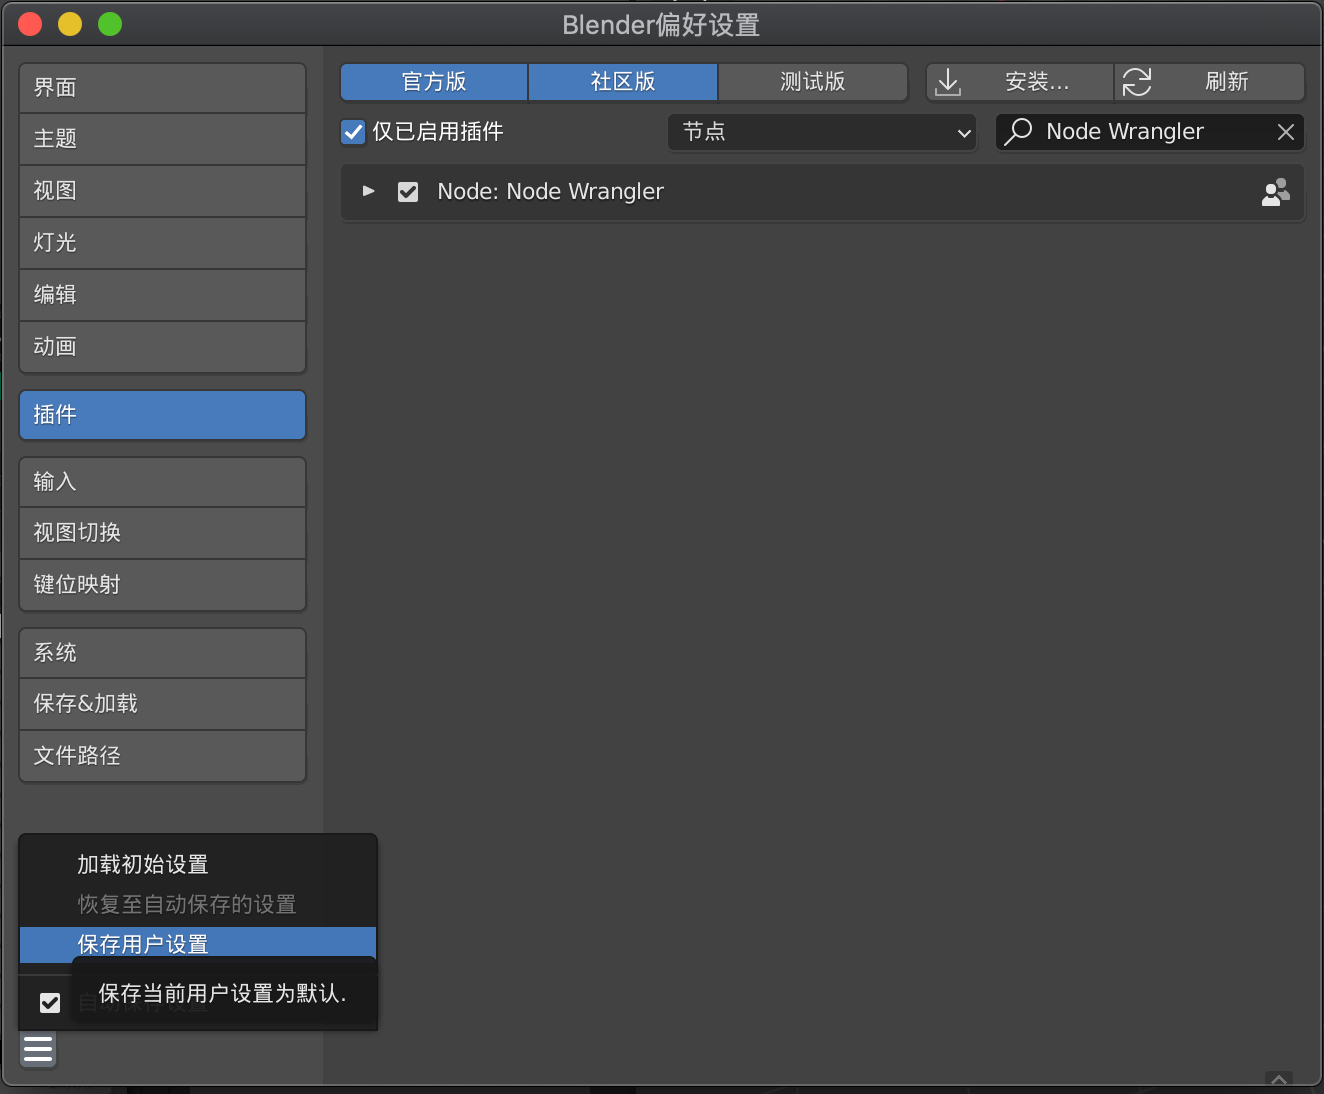 Blender偏好设置
界面
主题
视图
灯光
编辑
动画
插件
输入
视图切换
键位映射
系统
保存&加载
文件路径
官方版
社区版
测试版
安装...
刷新
仅已启用插件
节点
Node Wrangler
Node: Node Wrangler
加载初始设置
恢复至自动保存的设置
保存用户设置
保存当前用户设置为默认.